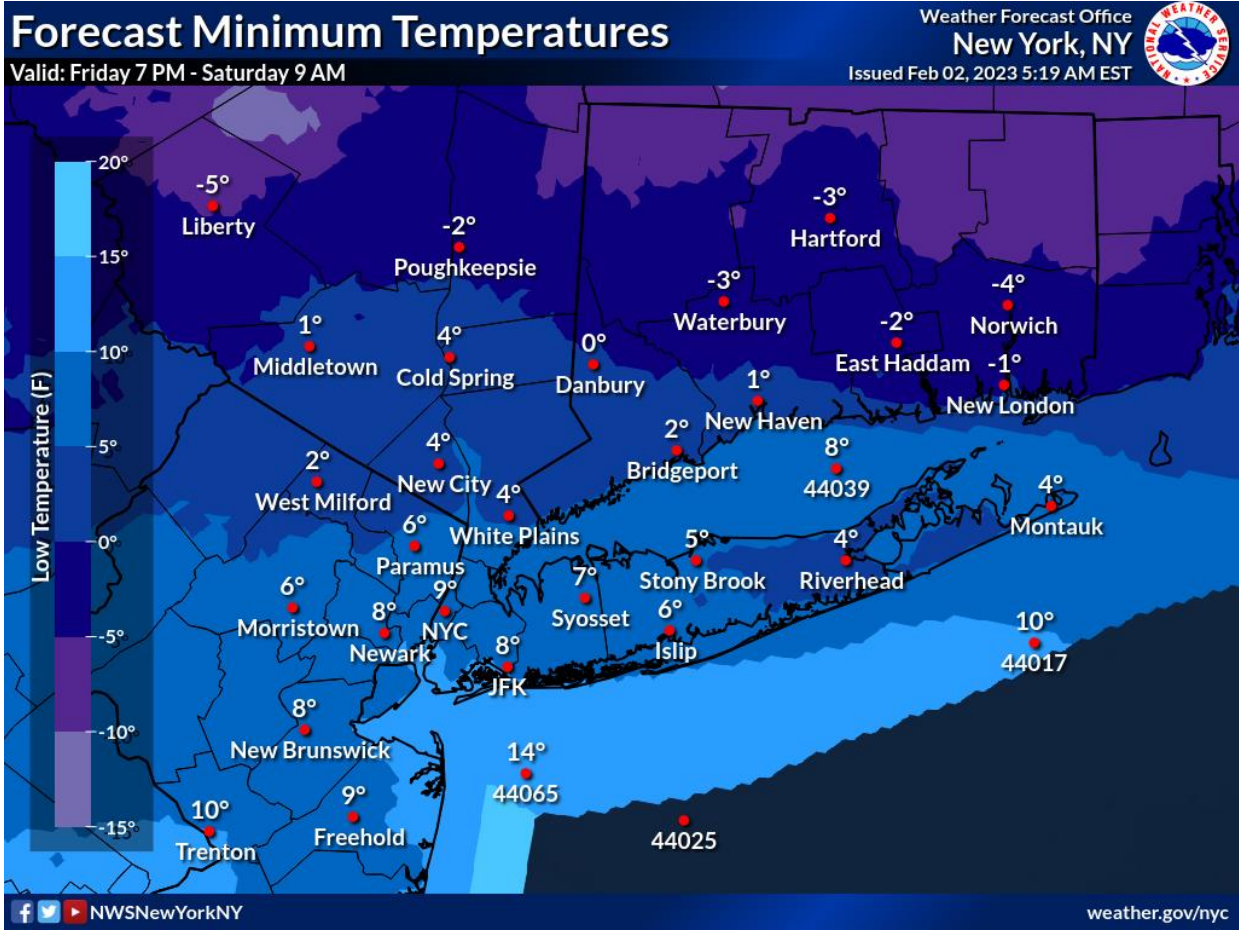 Forecast Minimum Temperatures
Valid: Friday 7 PM - Saturday 9 AM
Weather Forecast Office
New York, NY
Issued Feb 02, 2023 5:19 AM EST
NATIONAL WEATHER SERVICE
Low Temperature (F)
20°
15°
10°
5°
0°
-5°
-10°
-15°
-5°
Liberty
-2°
Poughkeepsie
-3°
Hartford
-3°
Waterbury
-4°
Norwich
-2°
East Haddam
-1°
New London
1°
Middletown
4°
Cold Spring
0°
Danbury
1°
New Haven
2°
Bridgeport
8°
44039
2°
West Milford
4°
New City
4°
White Plains
4°
Montauk
6°
Paramus
5°
Stony Brook
4°
Riverhead
7°
Syosset
6°
Morristown
8°
Newark
9°
NYC
6°
Islip
10°
44017
8°
JFK
8°
New Brunswick
14°
44065
10°
Trenton
9°
Freehold
44025
NWSNewYorkNY
weather.gov/nyc